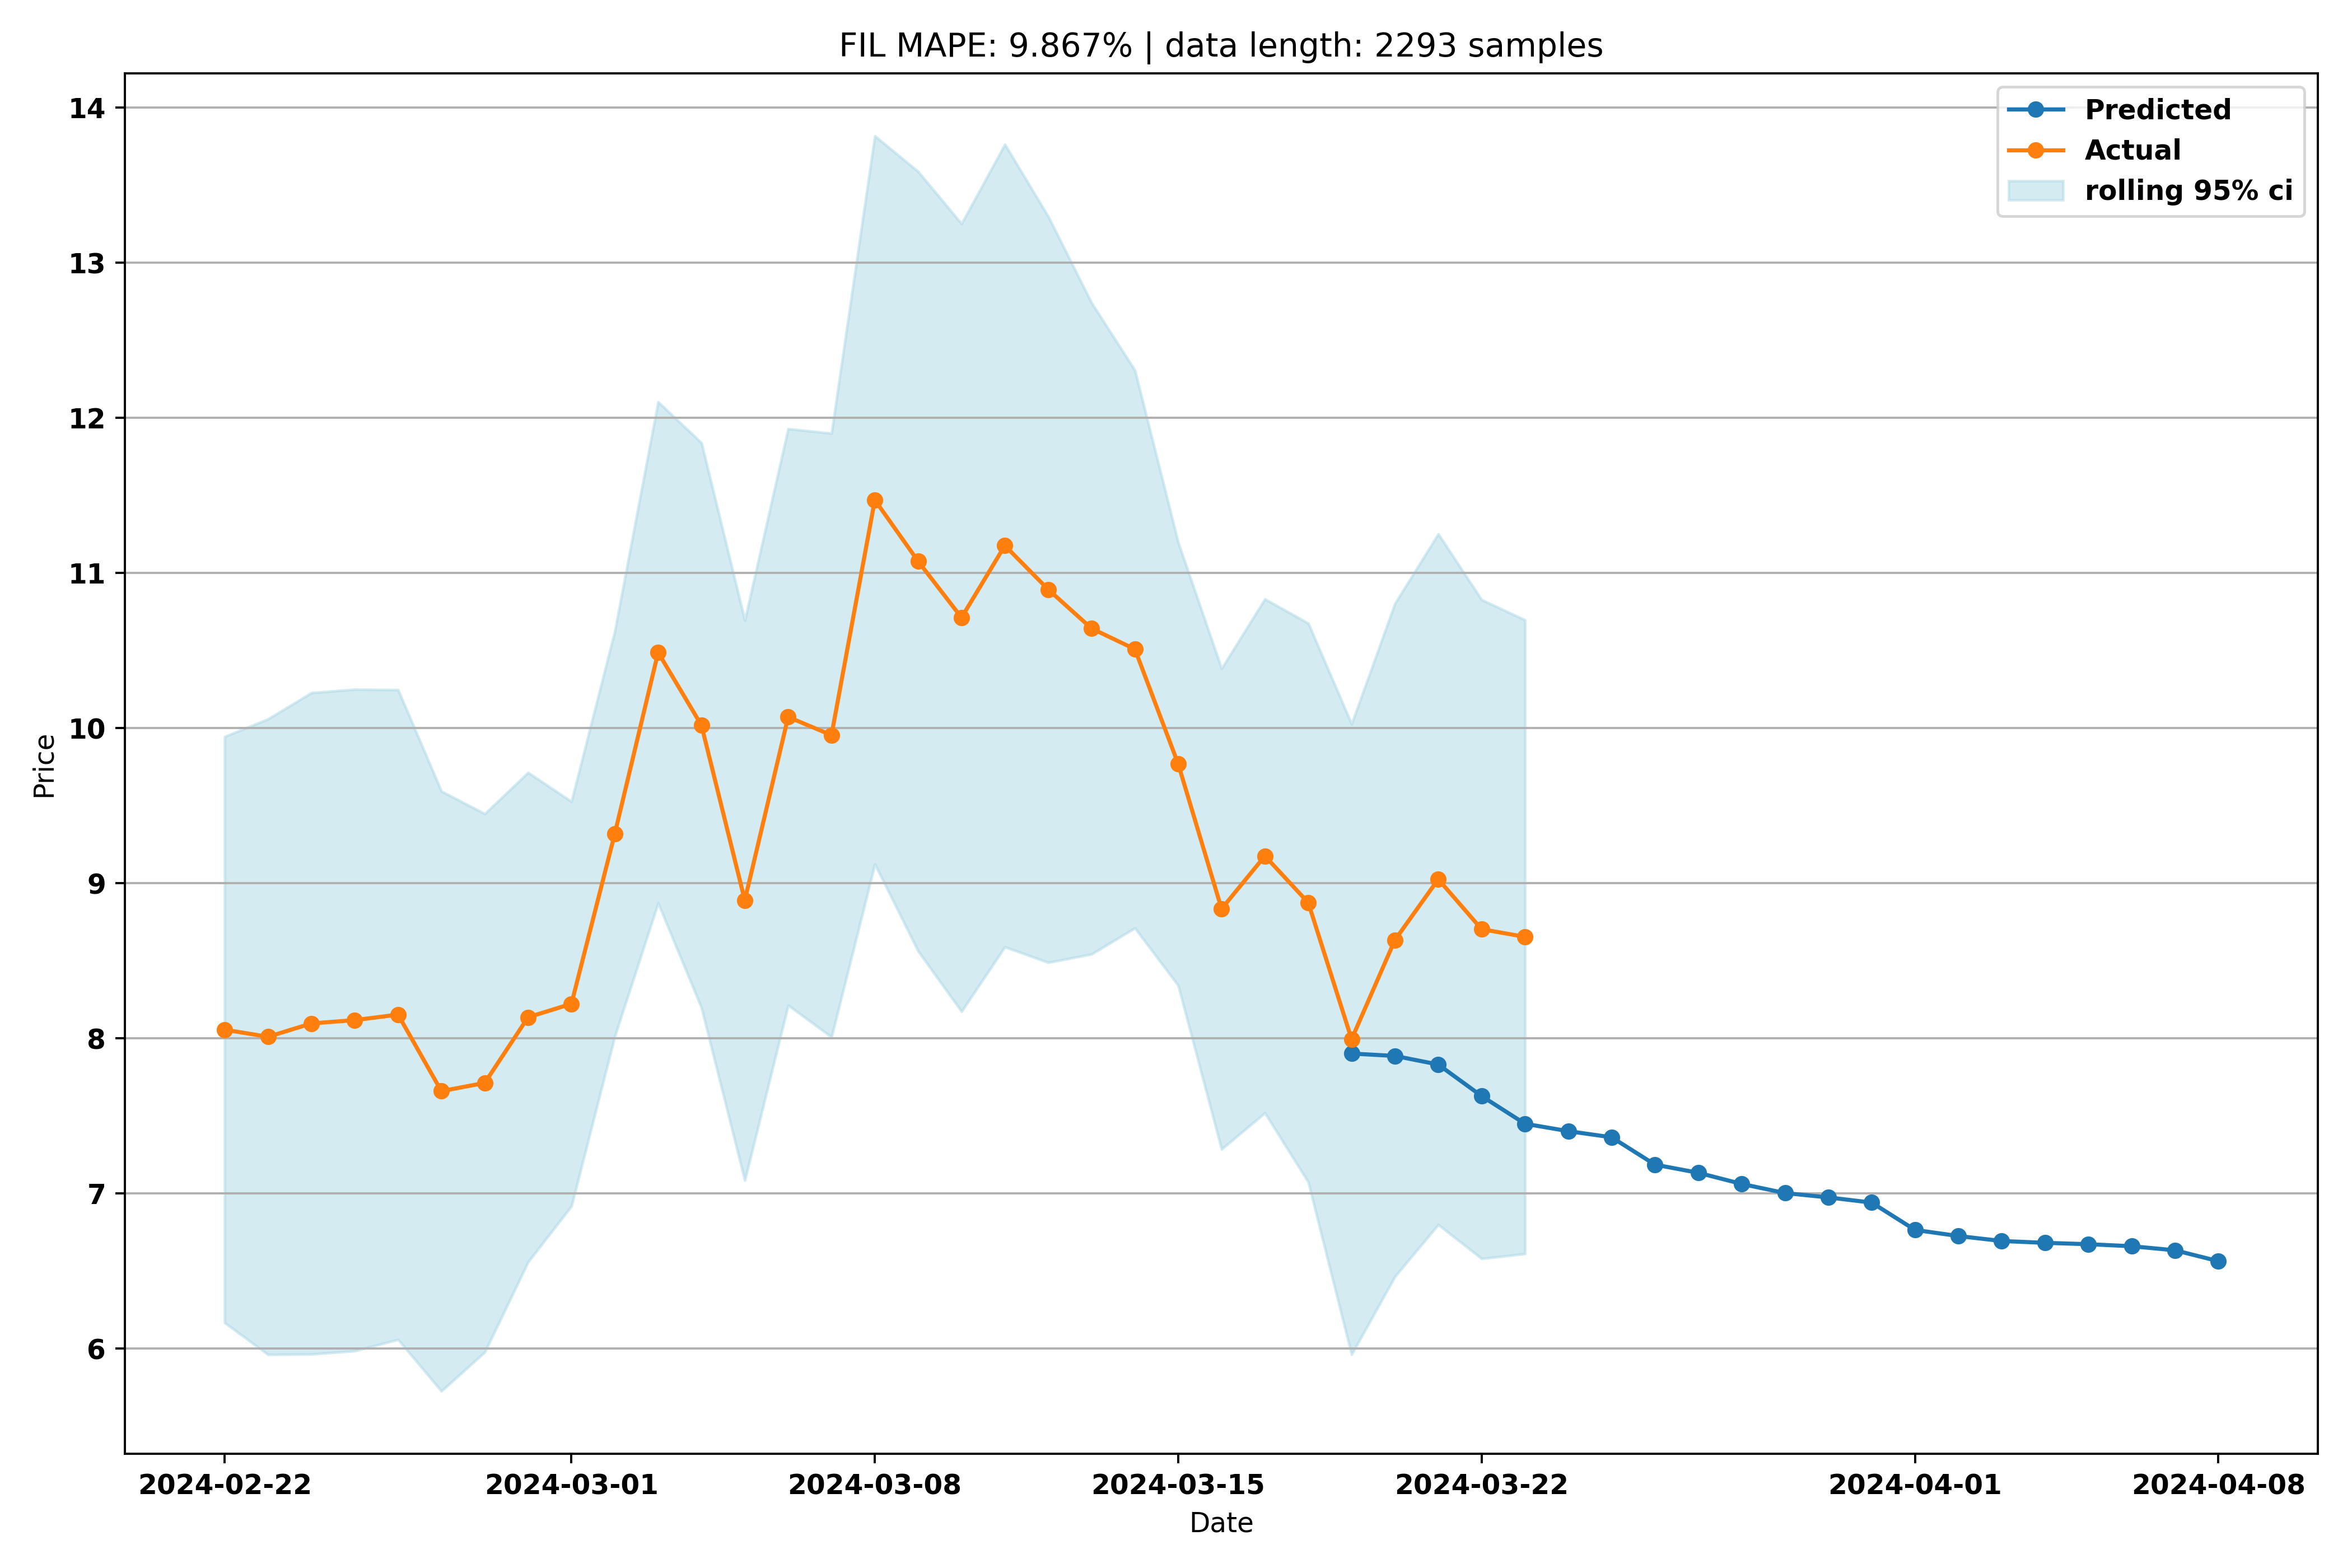 FIL MAPE: 9.867% | data length: 2293 samples
Predicted
Actual
rolling 95% ci
14
13
12
11
10
9
8
7
6
Price
2024-02-22
2024-03-01
2024-03-08
2024-03-15
2024-03-22
2024-04-01
2024-04-08
Date